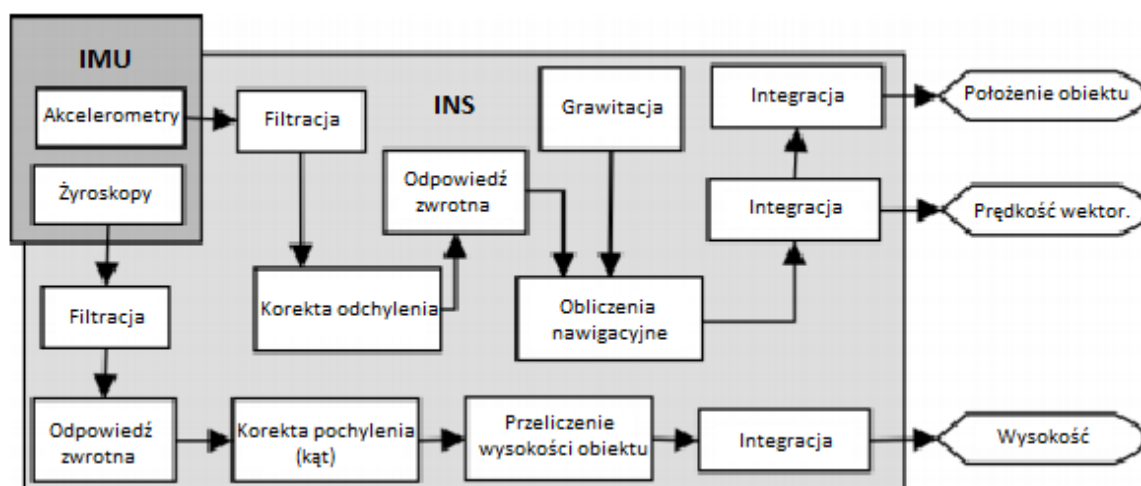 IMU
Akcelerometry
Żyroskopy
INS
Filtracja
Grawitacja
Integracja
Położenie obiektu
Odpowiedź
zwrotna
Integracja
Prędkość wektor.
Filtracja
Korekta odchylenia
Obliczenia
nawigacyjne
Odpowiedź
zwrotna
Korekta pochylenia
(kąt)
Przeliczenie
wysokości obiektu
Integracja
Wysokość